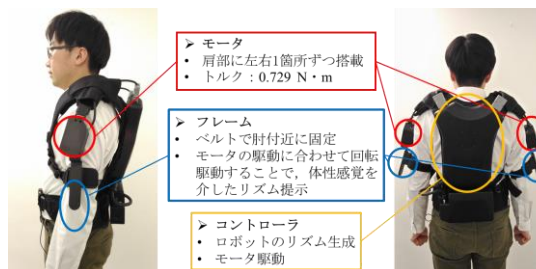 ➢ モータ
• 肩部に左右1箇所ずつ搭載
• トルク：0.729 N・m
➢ フレーム
• ベルトで肘付近に固定
• モータの駆動に合わせて回転
駆動することで，体性感覚を
介したリズム提示
➢ コントローラ
• ロボットのリズム生成
• モータ駆動